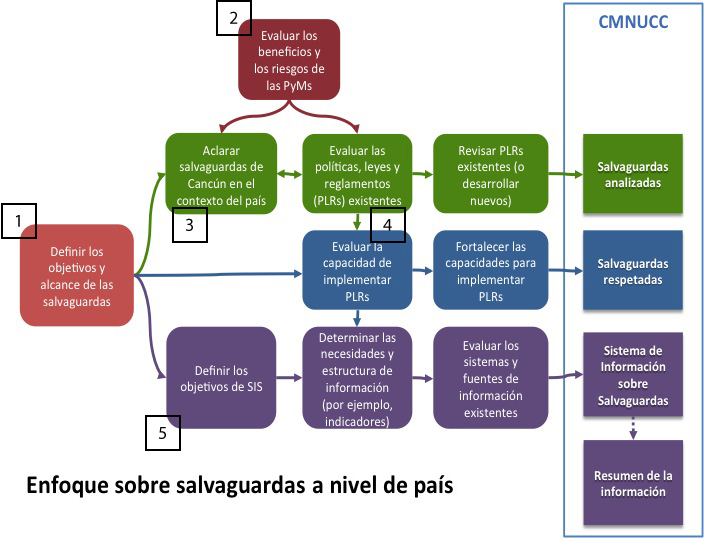 2
CMNUCC
Evaluar los
beneficios y
los riesgos de
las PyMs
Aclarar
salvaguardas de
Cancún en el
contexto del país
3
Evaluar las
políticas, leyes y
reglamentos
(PLRs) existentes
4
Revisar PLRs
existentes (o
desarrollar
nuevos)
Salvaguardas
analizadas
1
Definir los
objetivos y
alcance de las
salvaguardas
Evaluar la
capacidad de
implementar
PLRs
Fortalecer las
capacidades para
implementar
PLRs
Salvaguardas
respetadas
Definir los
objetivos de SIS
5
Determinar las
necesidades y
estructura de
información
(por ejemplo,
indicadores)
Evaluar los
sistemas y
fuentes de
información
existentes
Sistema de
Información
sobre
Salvaguardas
Resumen de la
información
Enfoque sobre salvaguardas a nivel de país